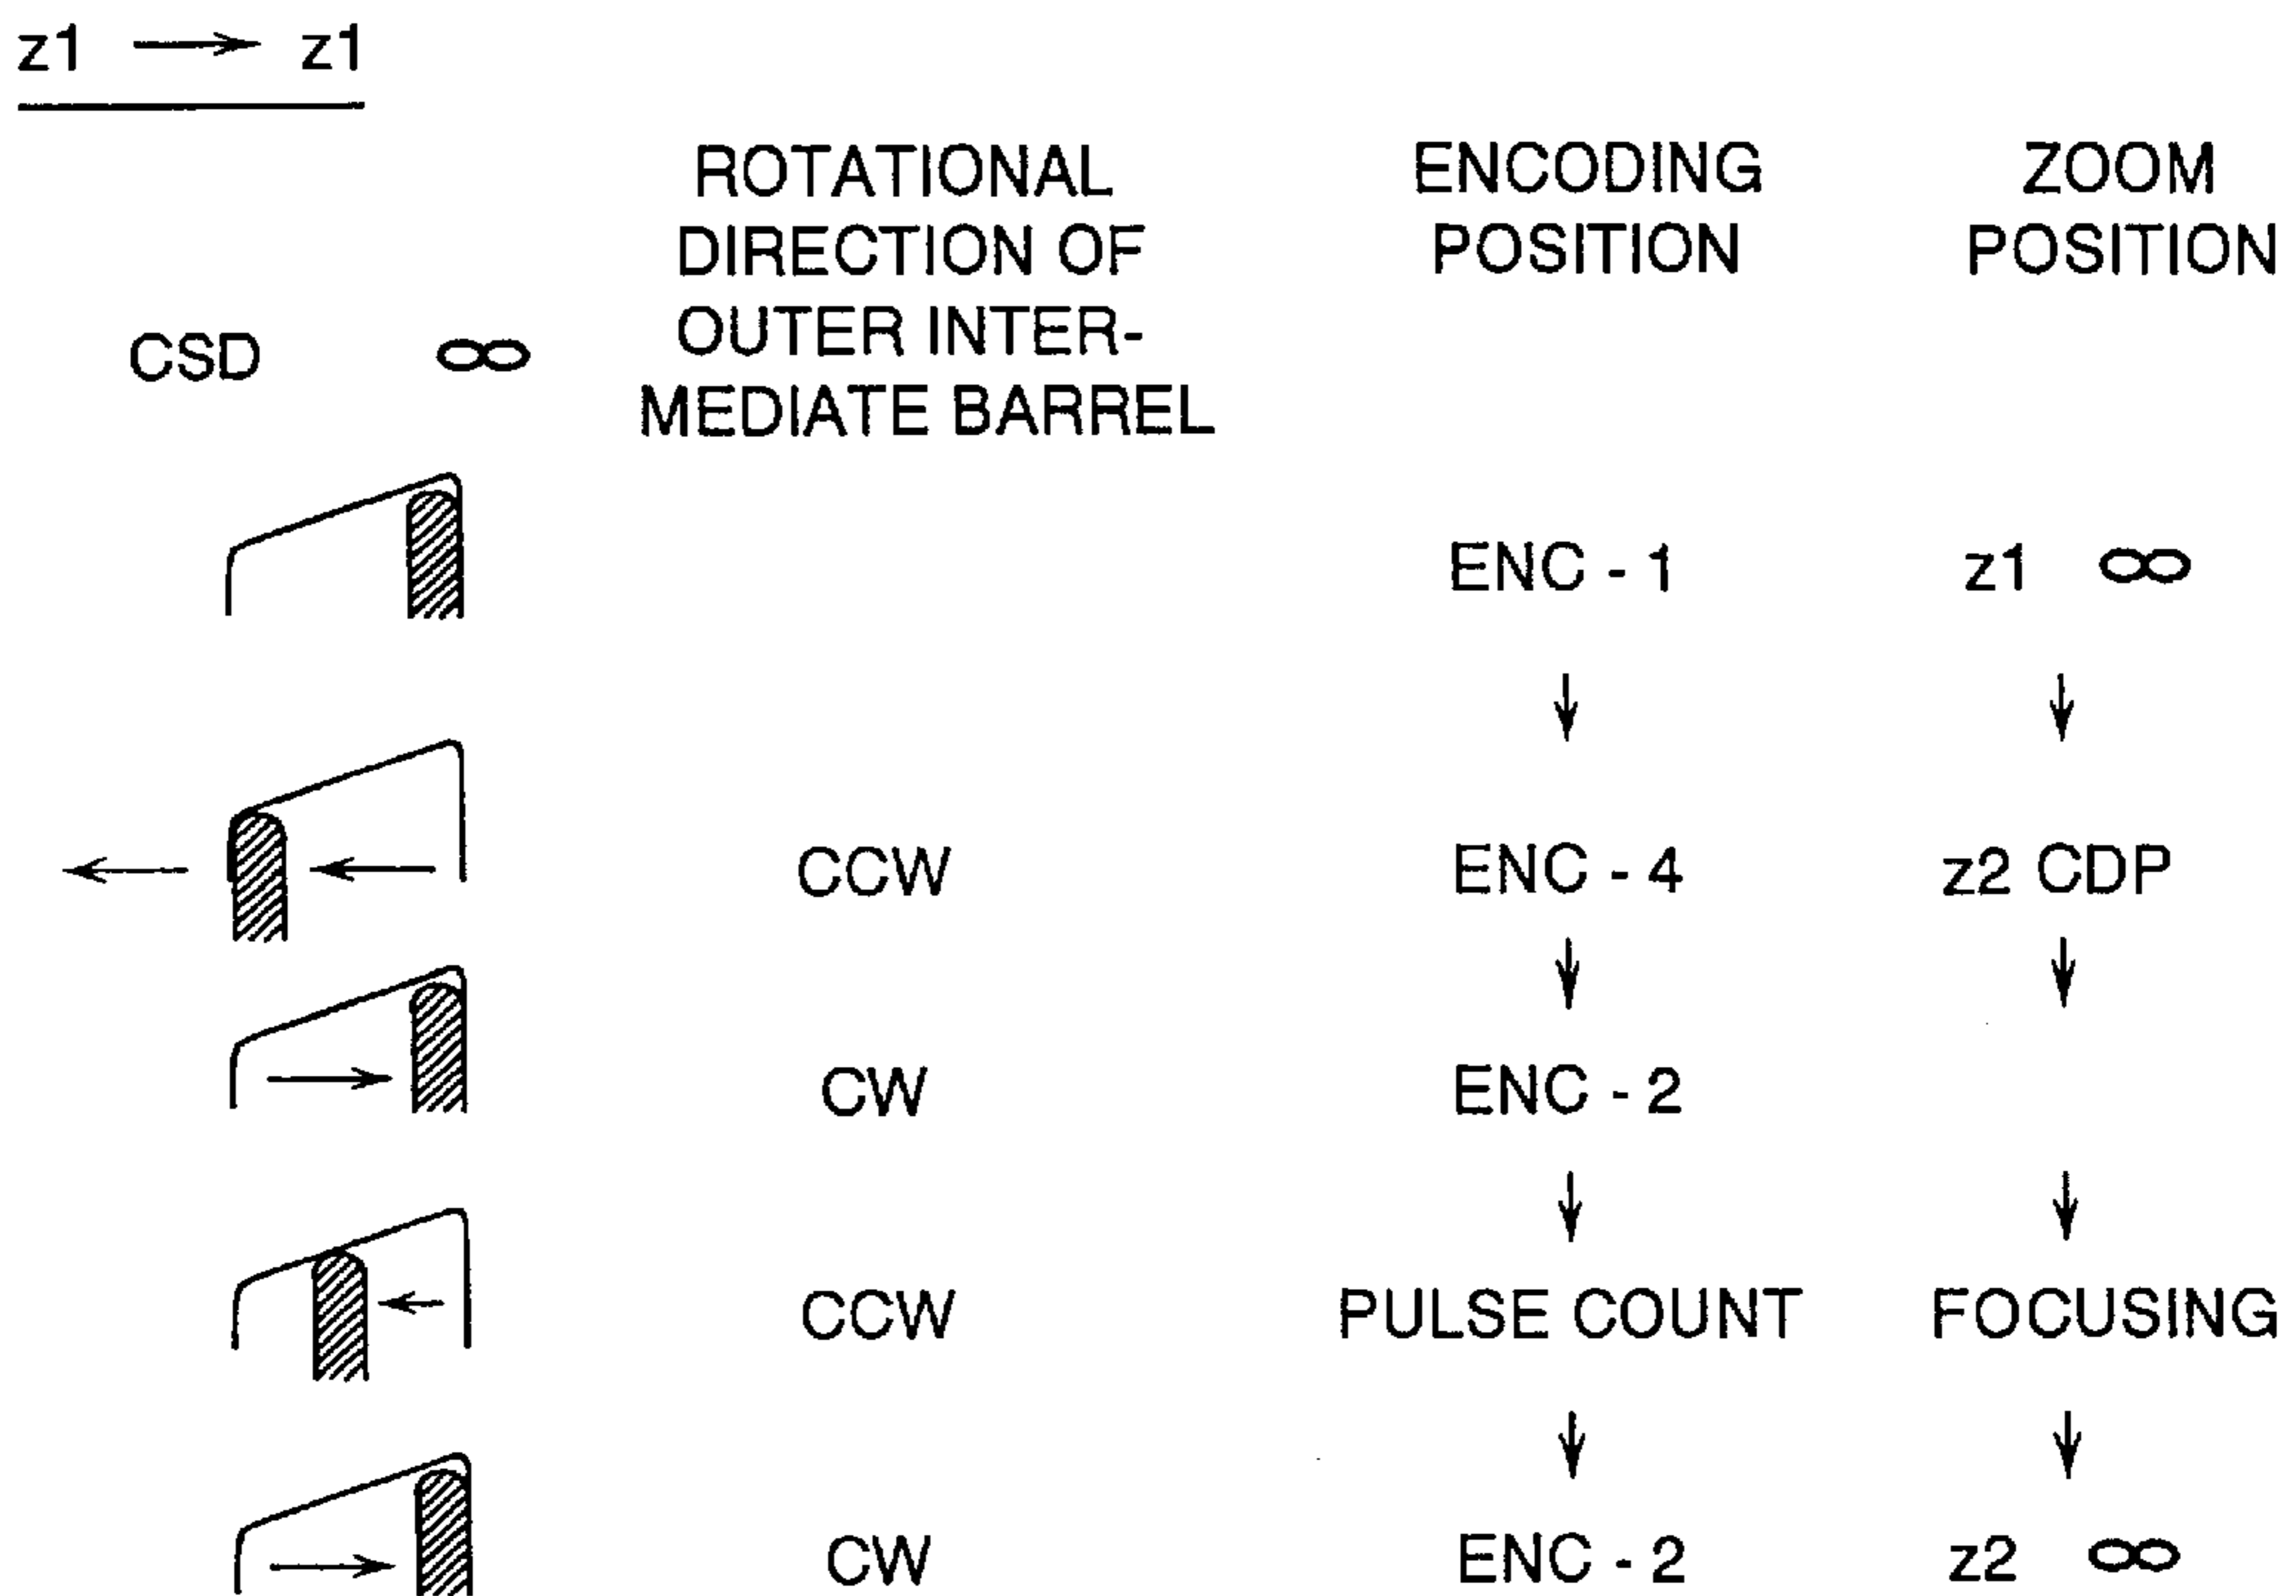 z1 → z1
CSD ∞
ROTATIONAL
DIRECTION OF
OUTER INTER-
MEDIATE BARREL
ENCODING
POSITION
ZOOM
POSITION
ENC - 1 z1 ∞
CCW ENC - 4 z2 CDP
CW ENC - 2
CCW PULSE COUNT FOCUSING
CW ENC - 2 z2 ∞